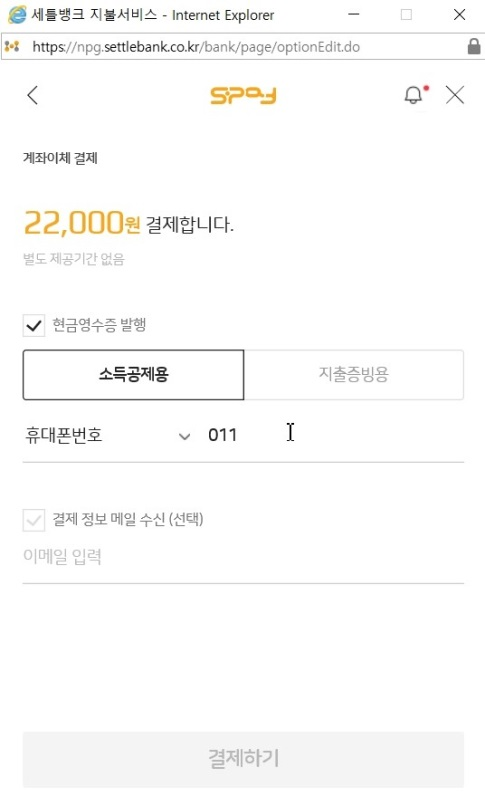 세틀뱅크 지불서비스 - Internet Explorer
https://npg.settlebank.co.kr/bank/page/optionEdit.do
spay
계좌이체 결제
22,000원 결제합니다.
별도 제공기간 없음
현금영수증 발행
소득공제용 지출증빙용
휴대폰번호 011
결제 정보 메일 수신 (선택)
이메일 입력
결제하기